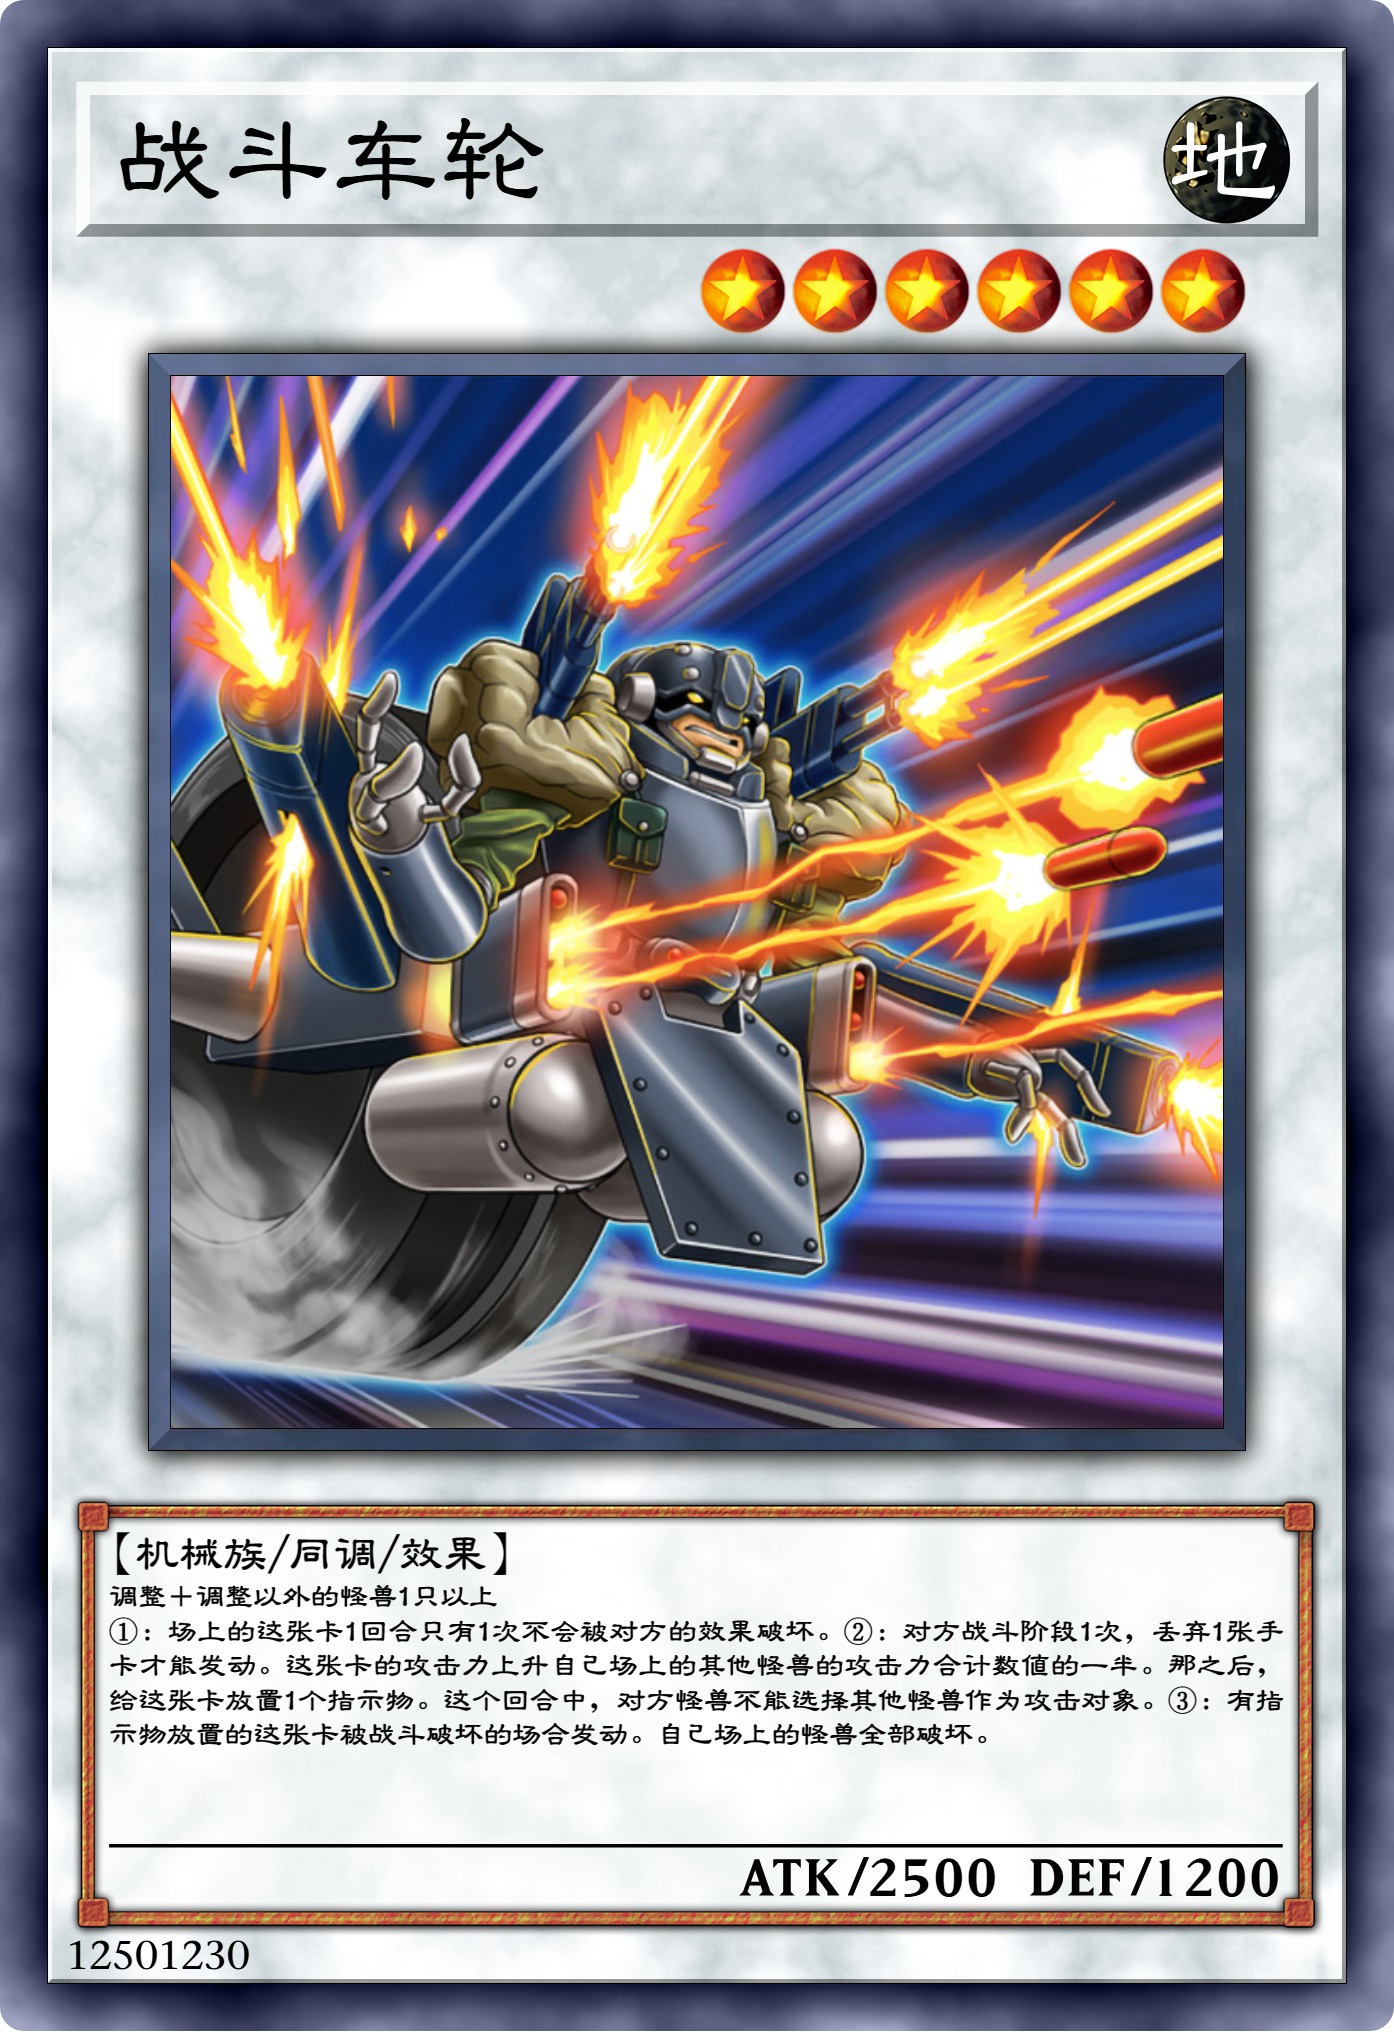 战斗车轮
地
【机械族/同调/效果】
调整＋调整以外的怪兽1只以上
①：场上的这张卡1回合只有1次不会被对方的效果破坏。②：对方战斗阶段1次，丢弃1张手
卡才能发动。这张卡的攻击力上升自己场上的其他怪兽的攻击力合计数值的一半。那之后，
给这张卡放置1个指示物。这个回合中，对方怪兽不能选择其他怪兽作为攻击对象。③：有指
示物放置的这张卡被战斗破坏的场合发动。自己场上的怪兽全部破坏。
ATK/2500 DEF/1200
12501230